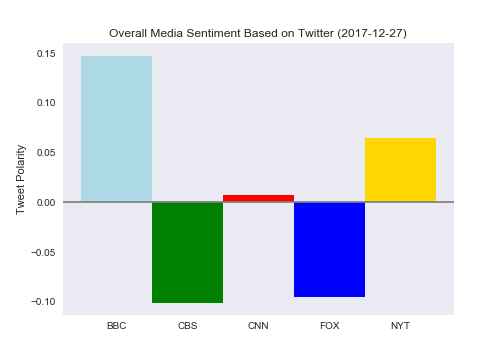 Overall Media Sentiment Based on Twitter (2017-12-27)
Tweet Polarity
0.15
0.10
0.05
0.00
−0.05
−0.10
BBC CBS CNN FOX NYT